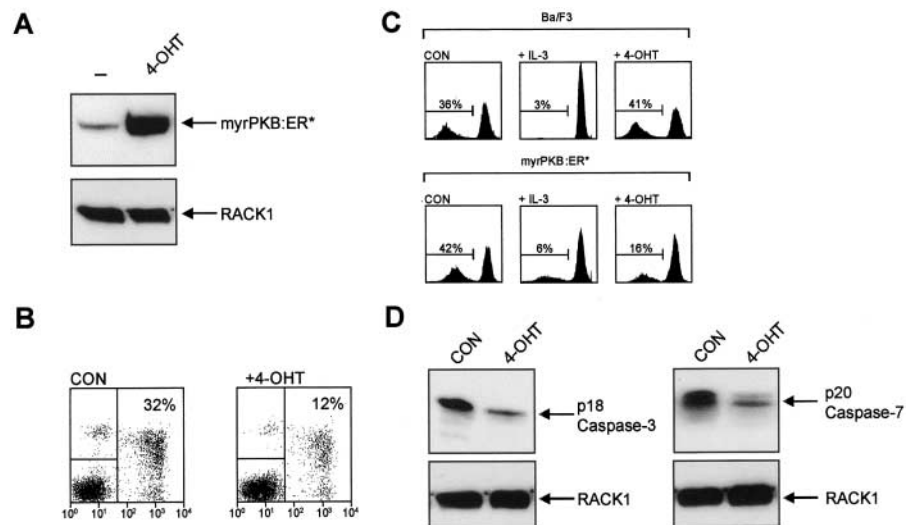 A
– 4-OHT
myrPKB:ER*
RACK1
B
CON
32%
10⁰ 10¹ 10² 10³ 10⁴
+4-OHT
12%
10⁰ 10¹ 10² 10³ 10⁴
C
Ba/F3
CON
36%
+ IL-3
3%
+ 4-OHT
41%
myrPKB:ER*
CON
42%
+ IL-3
6%
+ 4-OHT
16%
D
CON 4-OHT
p18
Caspase-3
RACK1
CON 4-OHT
p20
Caspase-7
RACK1